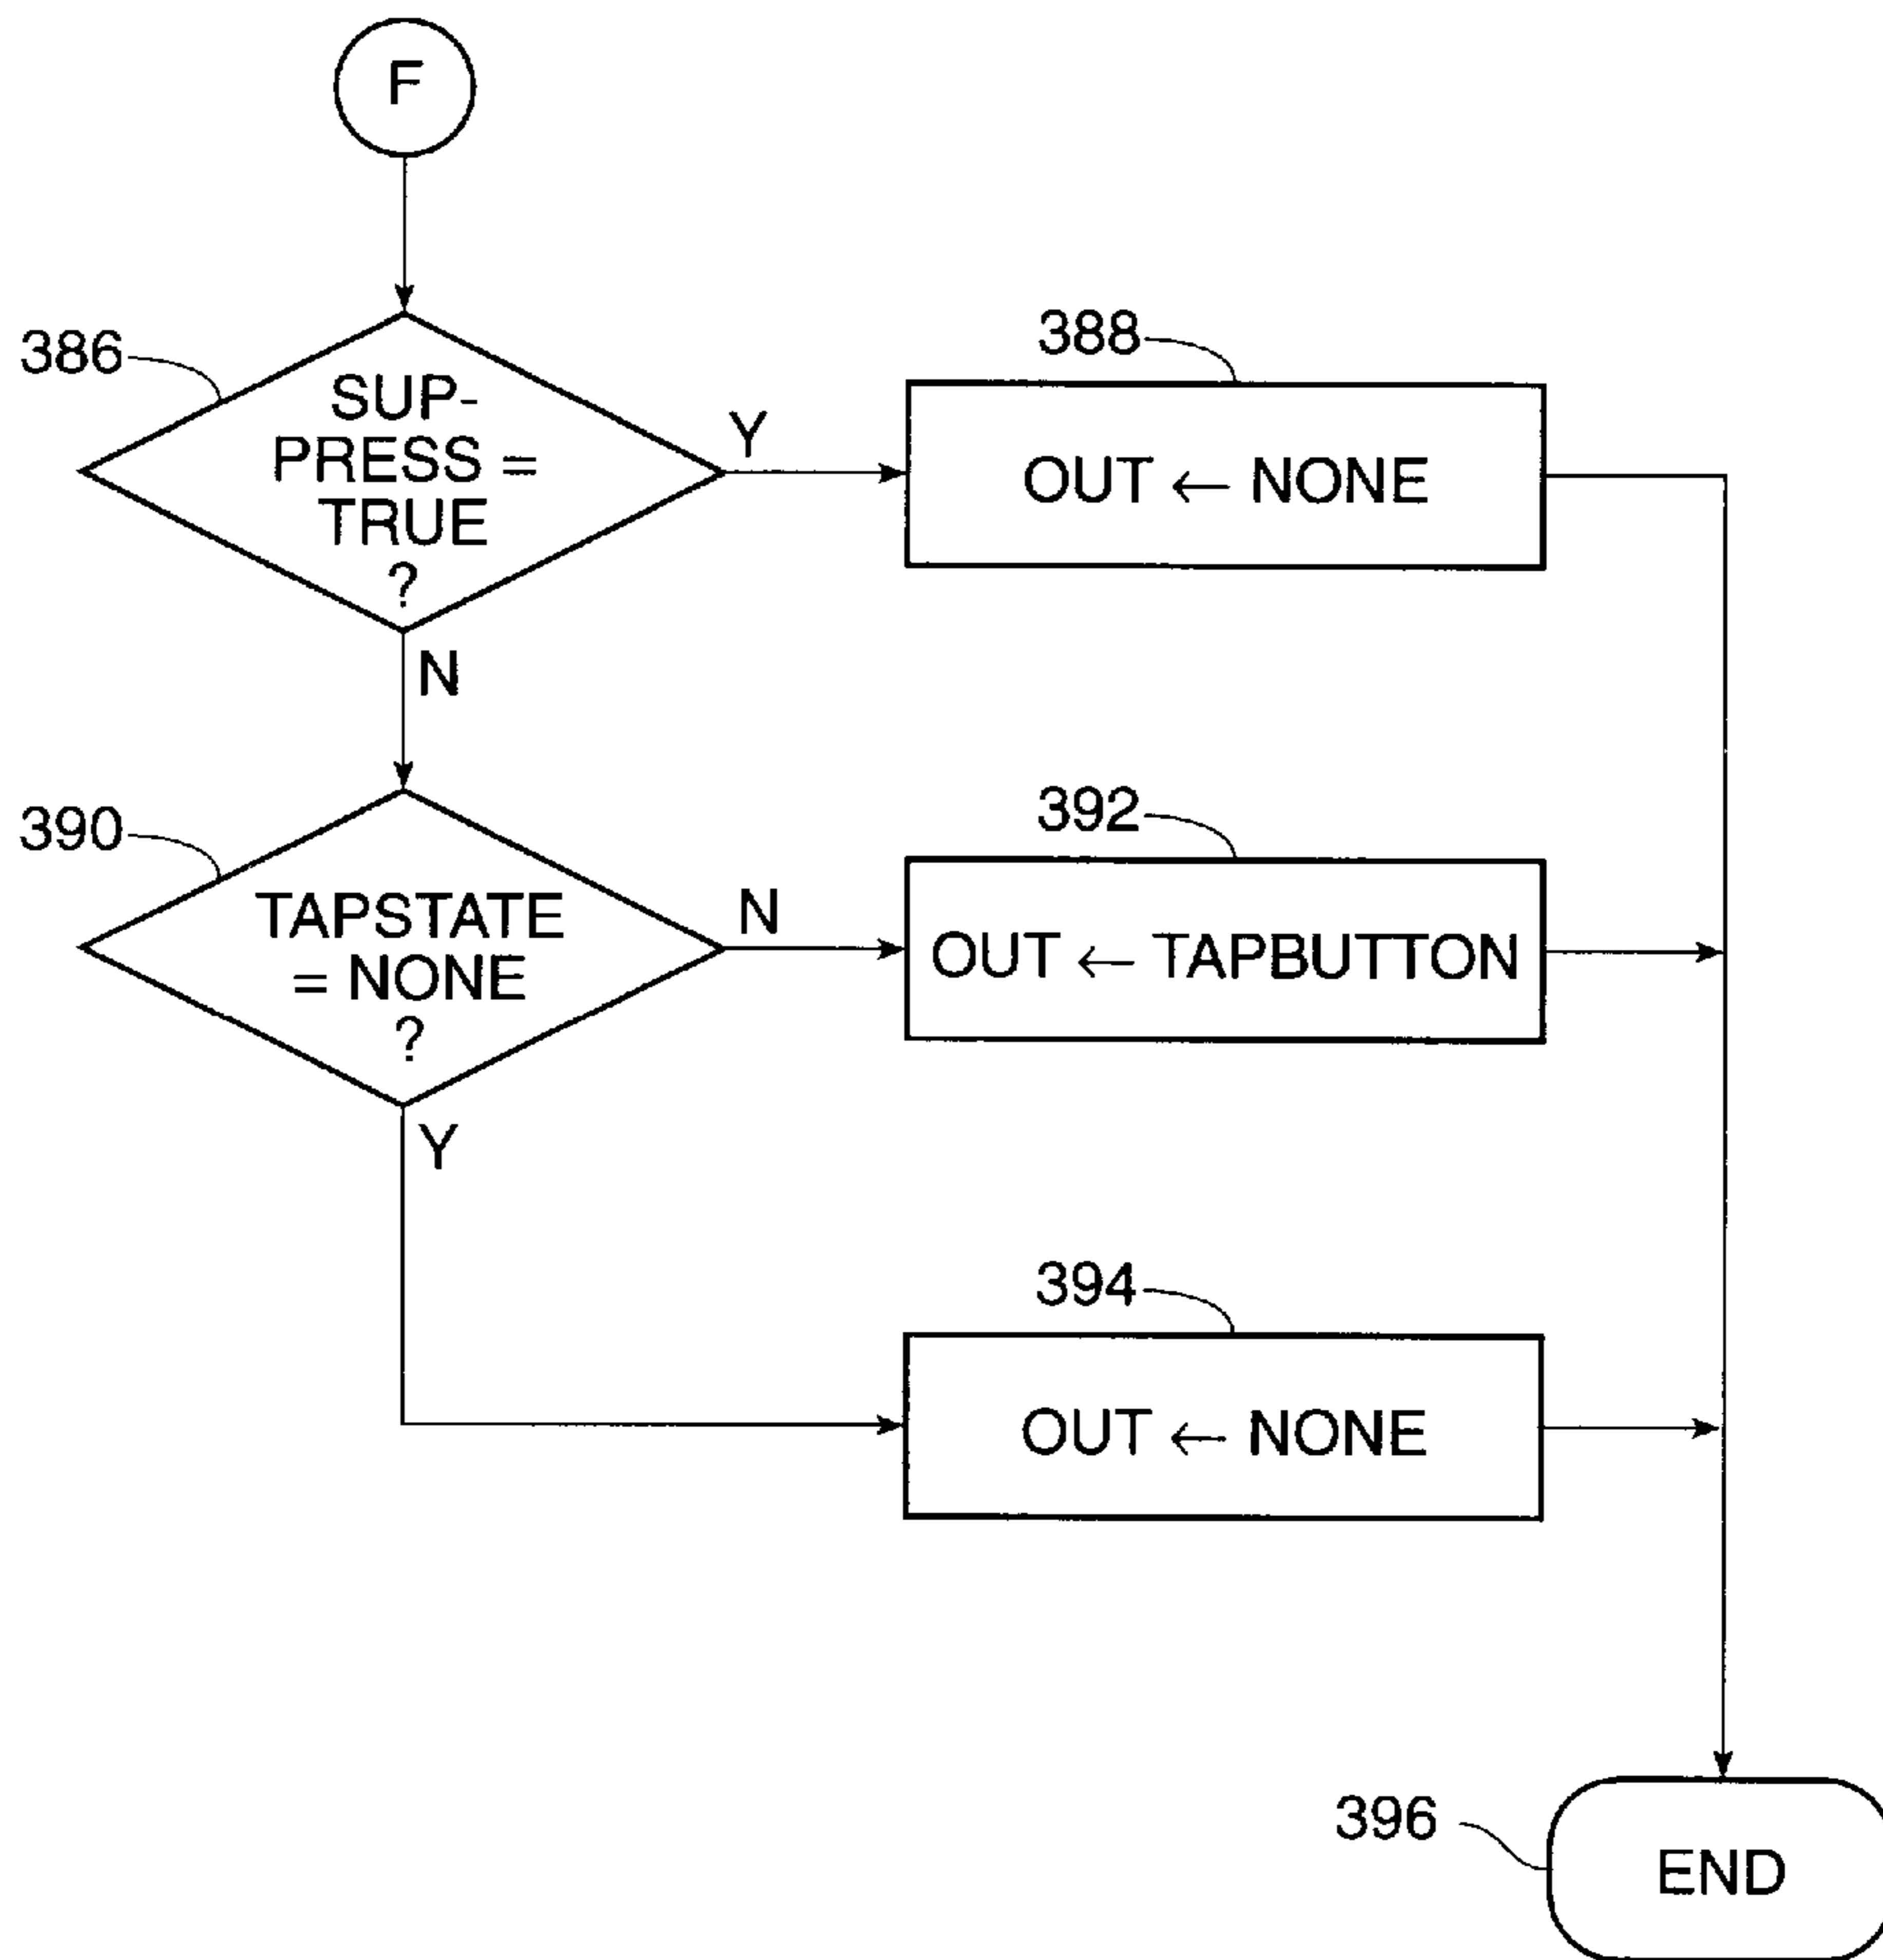 F
386
SUP-
PRESS =
TRUE
?
Y
388
OUT ← NONE
N
390
TAPSTATE
= NONE
?
N
392
OUT ← TAPBUTTON
Y
394
OUT ← NONE
396
END